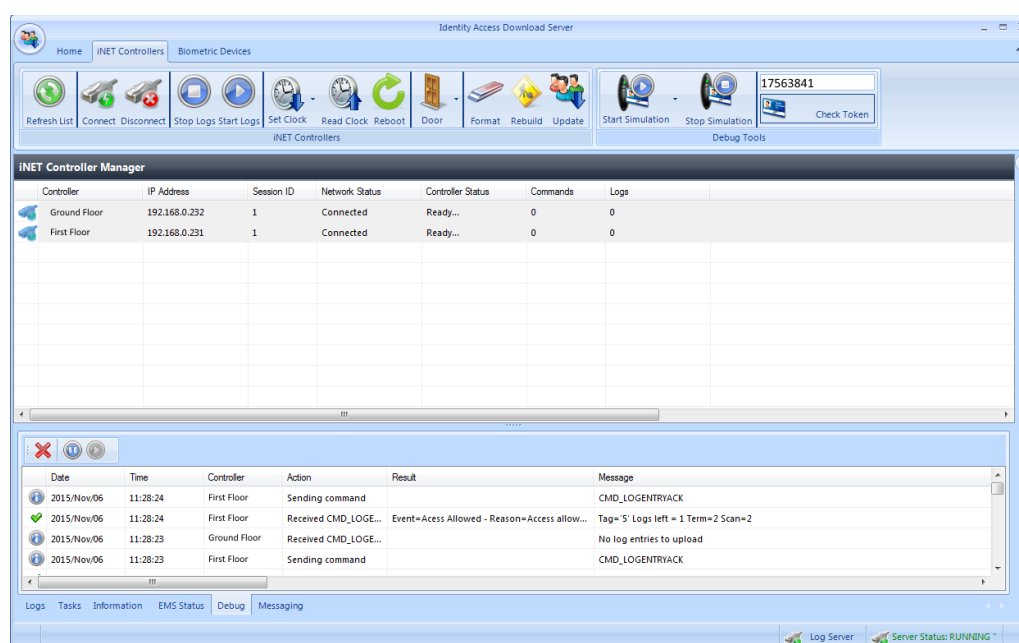 Identity Access Download Server
Home iNET Controllers Biometric Devices
17563841
Refresh List Connect Disconnect Stop Logs Start Logs Set Clock Read Clock Reboot Door Format Rebuild Update Start Simulation Stop Simulation Check Token
iNET Controllers Debug Tools
iNET Controller Manager
Controller IP Address Session ID Network Status Controller Status Commands Logs
Ground Floor 192.168.0.232 1 Connected Ready... 0 0
First Floor 192.168.0.231 1 Connected Ready... 0 0
Date Time Controller Action Result Message
2015/Nov/06 11:28:24 First Floor Sending command CMD_LOGENTRYACK
2015/Nov/06 11:28:24 First Floor Received CMD_LOGE... Event=Acess Allowed - Reason=Access allow... Tag='5' Logs left = 1 Term=2 Scan=2
2015/Nov/06 11:28:23 Ground Floor Received CMD_LOGE... No log entries to upload
2015/Nov/06 11:28:23 First Floor Sending command CMD_LOGENTRYACK
Logs Tasks Information EMS Status Debug Messaging
Log Server Server Status: RUNNING